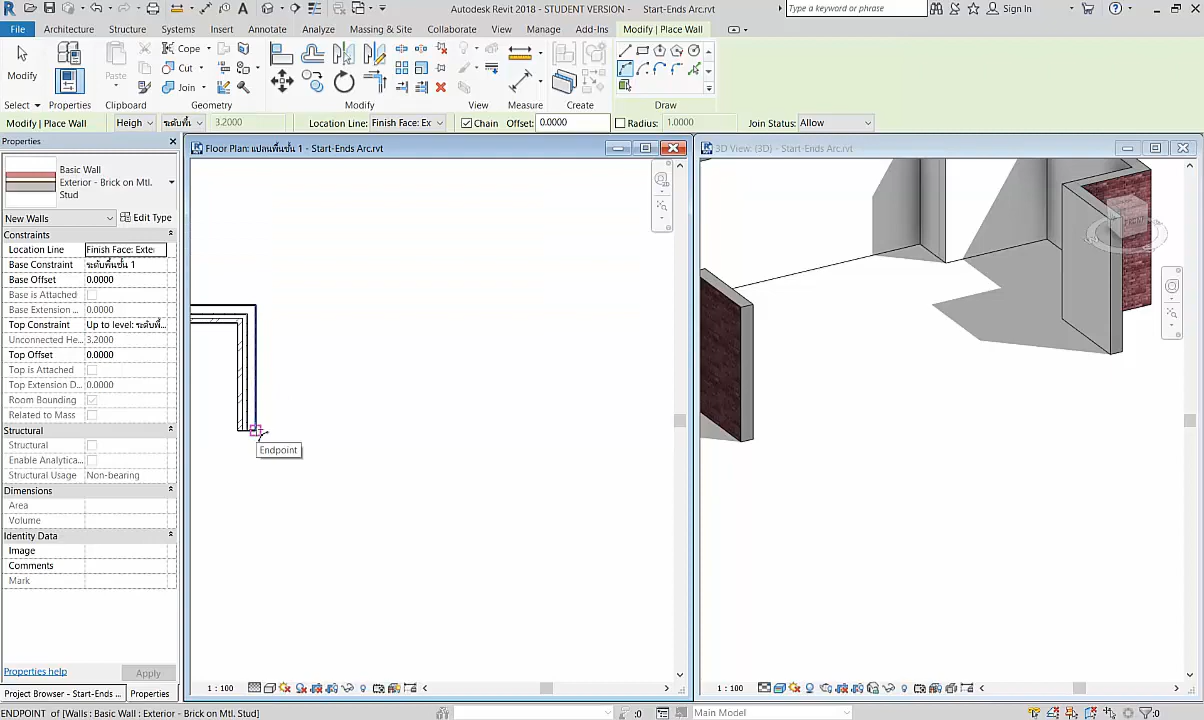 Autodesk Revit 2018 - STUDENT VERSION - Start-Ends Arc.rvt
Type a keyword or phrase
Sign In
File Architecture Structure Systems Insert Annotate Analyze Massing & Site Collaborate View Manage Add-Ins Modify | Place Wall
Modify
Paste
Cope
Cut
Join
Select Properties Clipboard Geometry Modify View Measure Create Draw
Modify | Place Wall Heigh ระดับพื้ 3.2000 Location Line: Finish Face: Ex Chain Offset: 0.0000 Radius: 1.0000 Join Status: Allow
Properties
Floor Plan: แปลนพื้นชั้น 1 - Start-Ends Arc.rvt
3D View: {3D} - Start-Ends Arc.rvt
Basic Wall
Exterior - Brick on Mtl.
Stud
New Walls Edit Type
Constraints
Location Line Finish Face: Exte
Base Constraint ระดับพื้นชั้น 1
Base Offset 0.0000
Base is Attached
Base Extension ... 0.0000
Top Constraint Up to level: ระดับพื้...
Unconnected He... 3.2000
Top Offset 0.0000
Top is Attached
Top Extension D... 0.0000
Room Bounding
Related to Mass
Structural
Structural
Enable Analytica...
Structural Usage Non-bearing
Dimensions
Area
Volume
Identity Data
Image
Comments
Mark
Endpoint
FRONT
Properties help
Apply
Project Browser - Start-Ends ... Properties
1 : 100
1 : 100
ENDPOINT of [Walls : Basic Wall : Exterior - Brick on Mtl. Stud]
:0
Main Model
:0